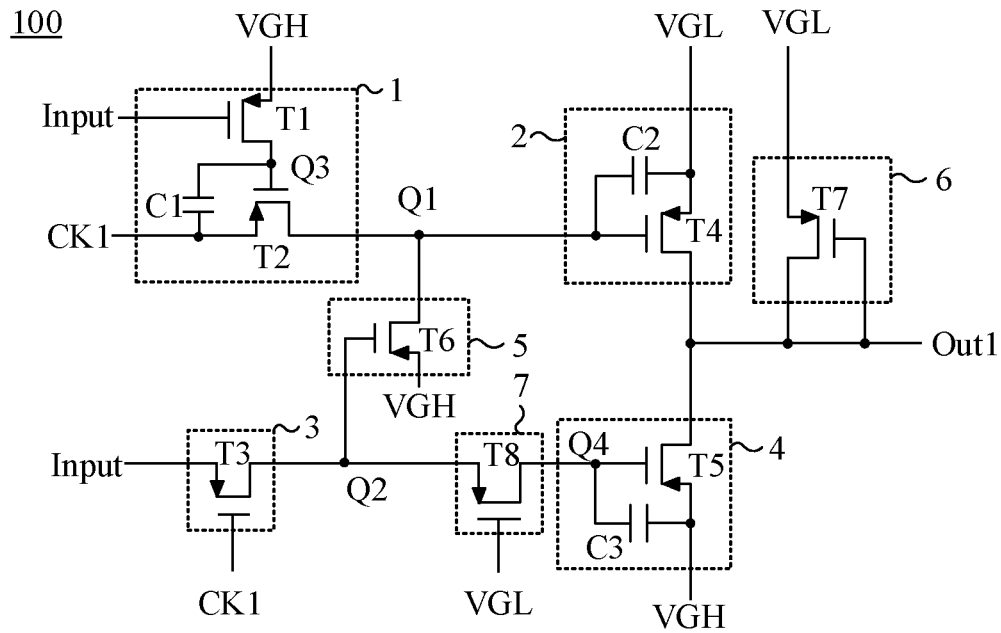 100
VGH
VGL
VGL
1
Input
T1
2
C2
6
Q3
T7
C1
Q1
T4
CK1
T2
T6
5
Out1
VGH
7
3
4
Input
T3
T8
Q4
T5
Q2
C3
CK1
VGL
VGH